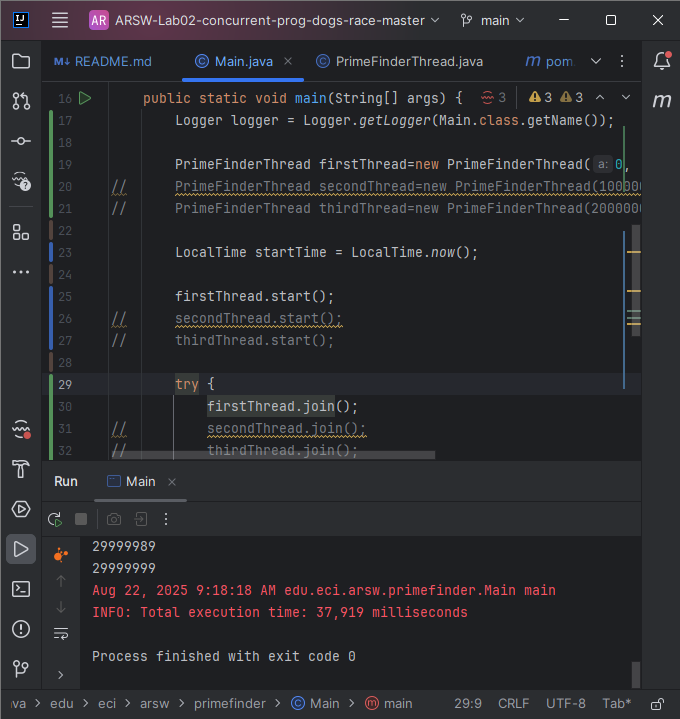 AR ARSW-Lab02-concurrent-prog-dogs-race-master main
README.md Main.java PrimeFinderThread.java pom.
16 public static void main(String[] args) { 3 3 3
17 Logger logger = Logger.getLogger(Main.class.getName());
18
19 PrimeFinderThread firstThread=new PrimeFinderThread( a: 0,
20 // PrimeFinderThread secondThread=new PrimeFinderThread(1000000
21 // PrimeFinderThread thirdThread=new PrimeFinderThread(2000000
22
23 LocalTime startTime = LocalTime.now();
24
25 firstThread.start();
26 // secondThread.start();
27 // thirdThread.start();
28
29 try {
30 firstThread.join();
31 // secondThread.join();
32 // thirdThread.join();
Run Main
29999989
29999999
Aug 22, 2025 9:18:18 AM edu.eci.arsw.primefinder.Main main
INFO: Total execution time: 37,919 milliseconds
Process finished with exit code 0
ava > edu > eci > arsw > primefinder > Main > main 29:9 CRLF UTF-8 Tab*